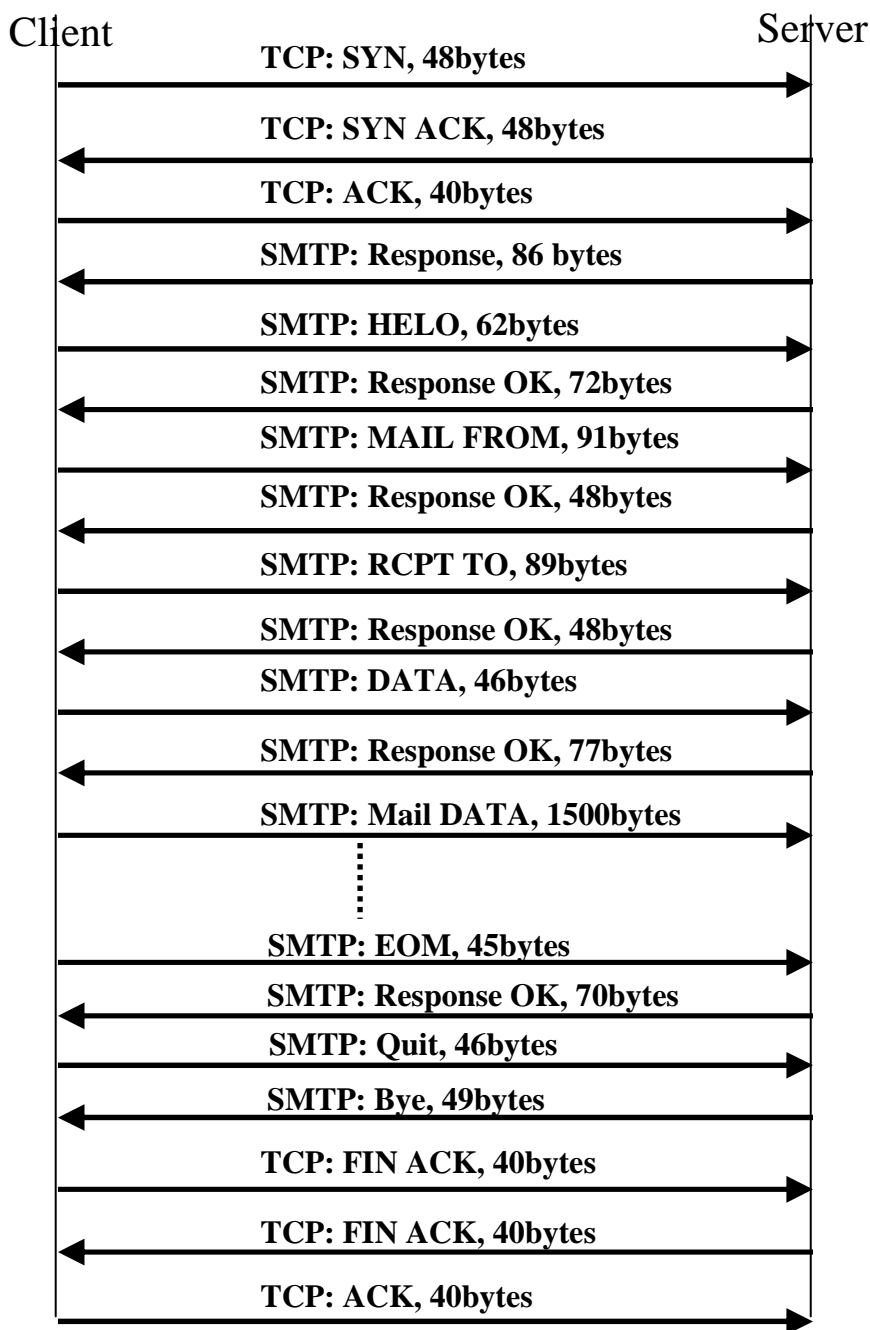 Client
Server
TCP: SYN, 48bytes
TCP: SYN ACK, 48bytes
TCP: ACK, 40bytes
SMTP: Response, 86 bytes
SMTP: HELO, 62bytes
SMTP: Response OK, 72bytes
SMTP: MAIL FROM, 91bytes
SMTP: Response OK, 48bytes
SMTP: RCPT TO, 89bytes
SMTP: Response OK, 48bytes
SMTP: DATA, 46bytes
SMTP: Response OK, 77bytes
SMTP: Mail DATA, 1500bytes
SMTP: EOM, 45bytes
SMTP: Response OK, 70bytes
SMTP: Quit, 46bytes
SMTP: Bye, 49bytes
TCP: FIN ACK, 40bytes
TCP: FIN ACK, 40bytes
TCP: ACK, 40bytes